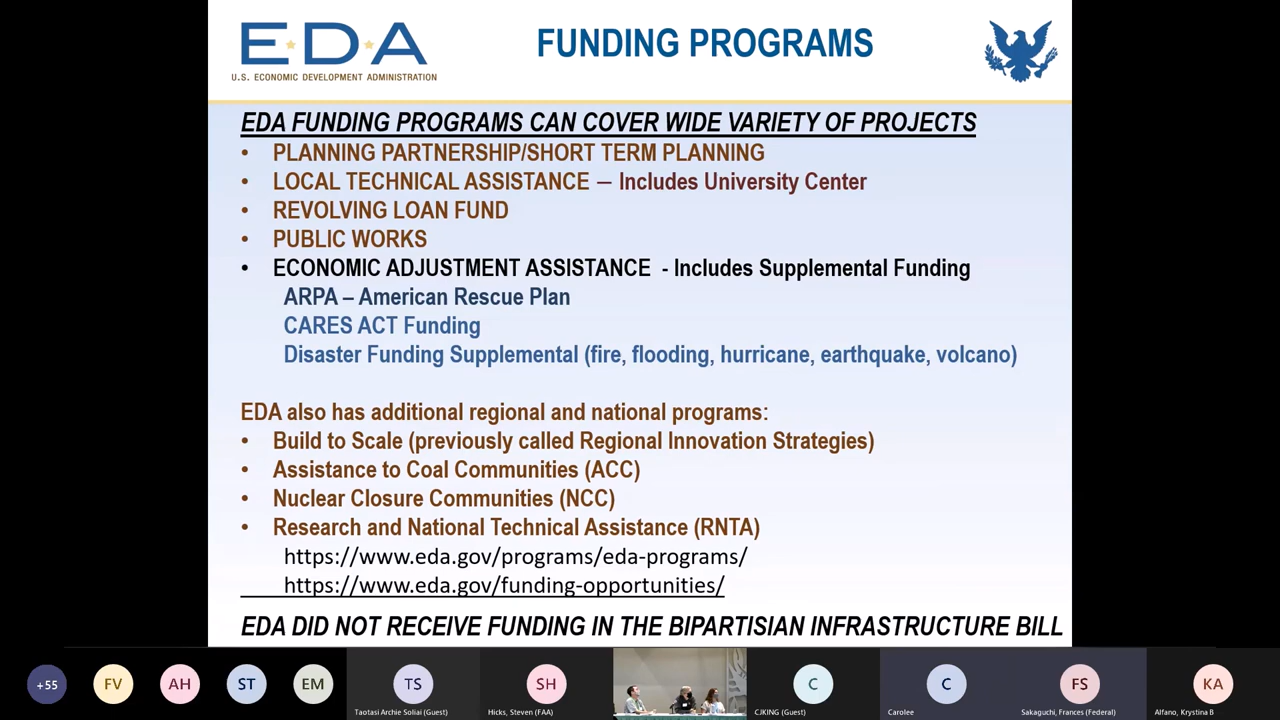 E D A
U.S. ECONOMIC DEVELOPMENT ADMINISTRATION
FUNDING PROGRAMS
EDA FUNDING PROGRAMS CAN COVER WIDE VARIETY OF PROJECTS
• PLANNING PARTNERSHIP/SHORT TERM PLANNING
• LOCAL TECHNICAL ASSISTANCE – Includes University Center
• REVOLVING LOAN FUND
• PUBLIC WORKS
• ECONOMIC ADJUSTMENT ASSISTANCE - Includes Supplemental Funding
ARPA – American Rescue Plan
CARES ACT Funding
Disaster Funding Supplemental (fire, flooding, hurricane, earthquake, volcano)
EDA also has additional regional and national programs:
• Build to Scale (previously called Regional Innovation Strategies)
• Assistance to Coal Communities (ACC)
• Nuclear Closure Communities (NCC)
• Research and National Technical Assistance (RNTA)
https://www.eda.gov/programs/eda-programs/
https://www.eda.gov/funding-opportunities/
EDA DID NOT RECEIVE FUNDING IN THE BIPARTISIAN INFRASTRUCTURE BILL
+55 FV AH ST EM TS SH C C FS KA
Taotasi Archie Soliai (Guest) Hicks, Steven (FAA) CJKING (Guest) Carolee Sakaguchi, Frances (Federal) Alfano, Krystina B